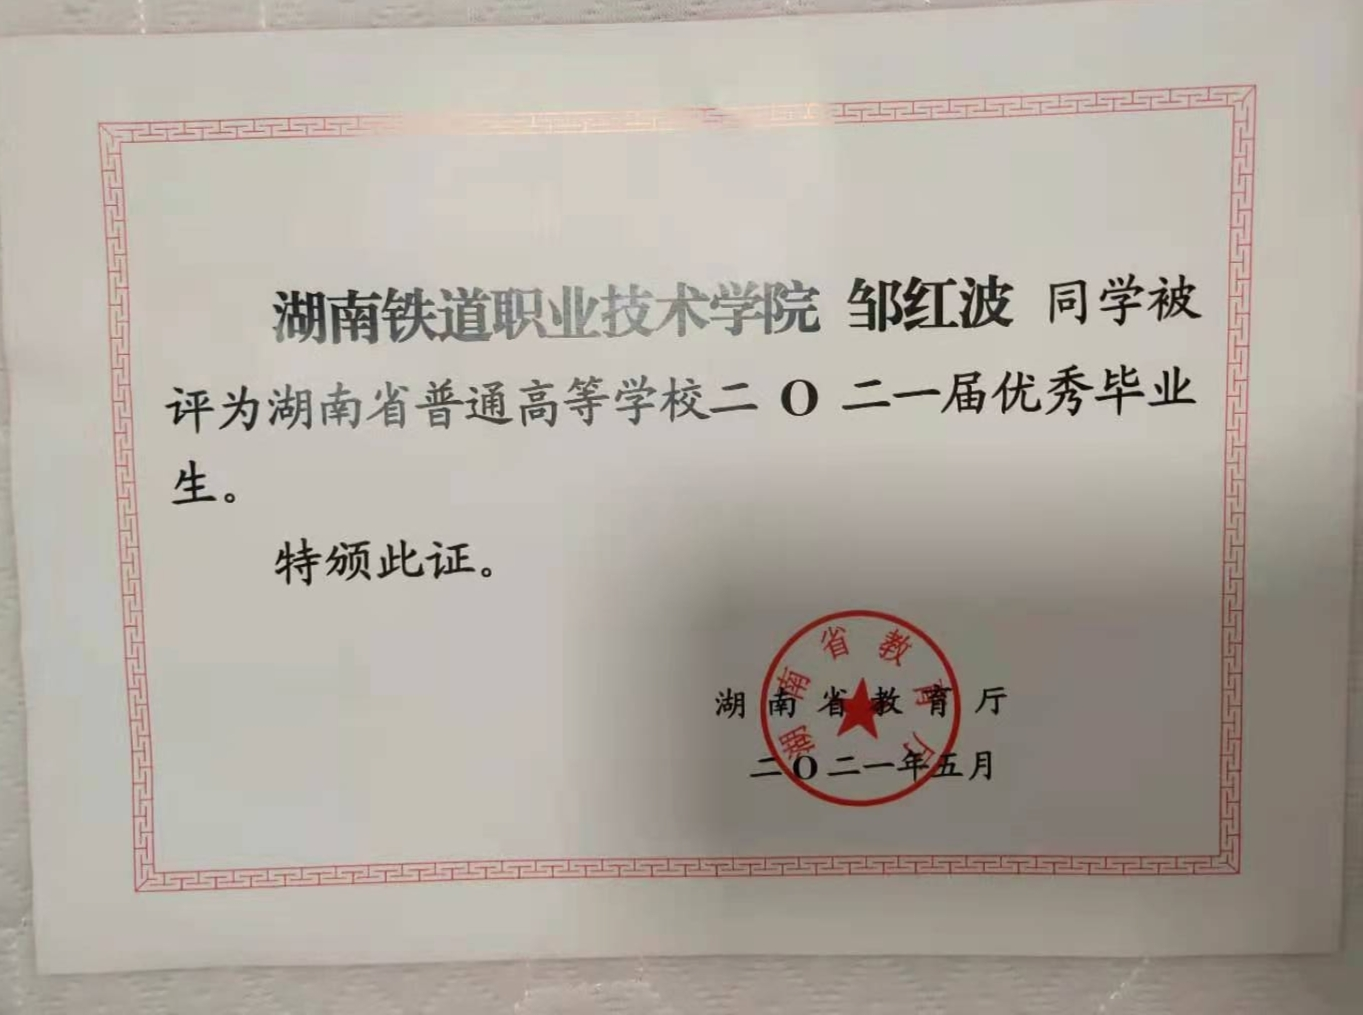 湖南铁道职业技术学院 邹红波 同学被
评为湖南省普通高等学校二O二一届优秀毕业
生。
特颁此证。
湖南省教育厅
湖南省教育厅
二O二一年五月